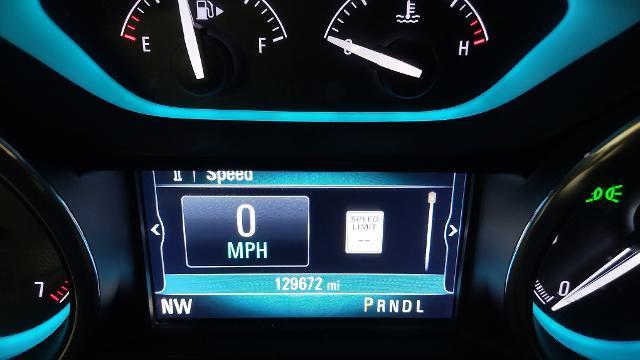 E F C H
Speed
0
MPH
SPEED
LIMIT
--
129672 mi
NW PRNDL
7
0